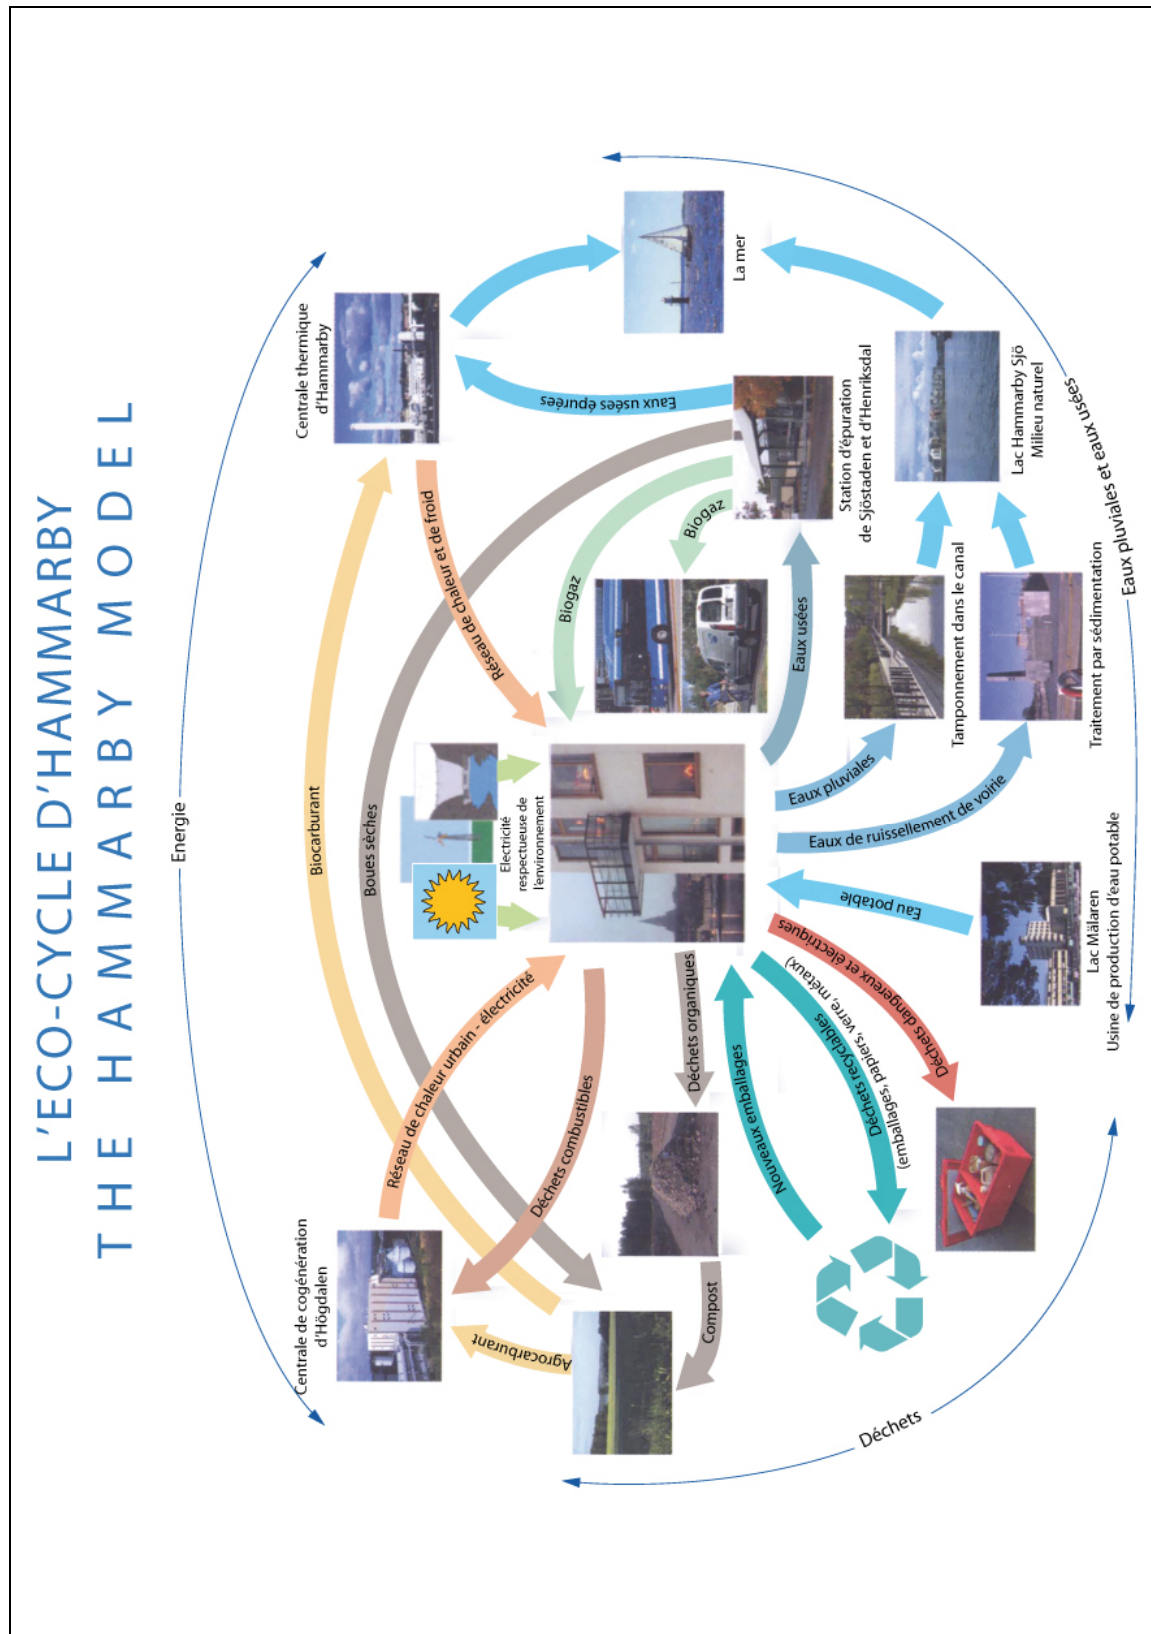 L'ECO-CYCLE D'HAMMARBY
THE HAMMARBY MODEL
Energie
Centrale de cogénération
d'Högdalen
Centrale thermique
d'Hammarby
Biocarburant
Boues sèches
Réseau de chaleur urbain - électricité
Réseau de chaleur et de froid
Electricité
respectueuse de
l'environnement
Agrocarburant
Déchets combustibles
Biogaz
Biogaz
Eaux usées épurées
La mer
Déchets organiques
Compost
Nouveaux emballages
Déchets recyclables
(emballages, papiers, verre, métaux)
Déchets dangereux et électriques
Eau potable
Eaux de ruissellement de voirie
Eaux pluviales
Eaux usées
Station d'épuration
de Sjöstaden et d'Henriksdal
Tamponnement dans le canal
Lac Hammarby Sjö
Milieu naturel
Lac Mälaren
Usine de production d'eau potable
Traitement par sédimentation
Déchets
Eaux pluviales et eaux usées